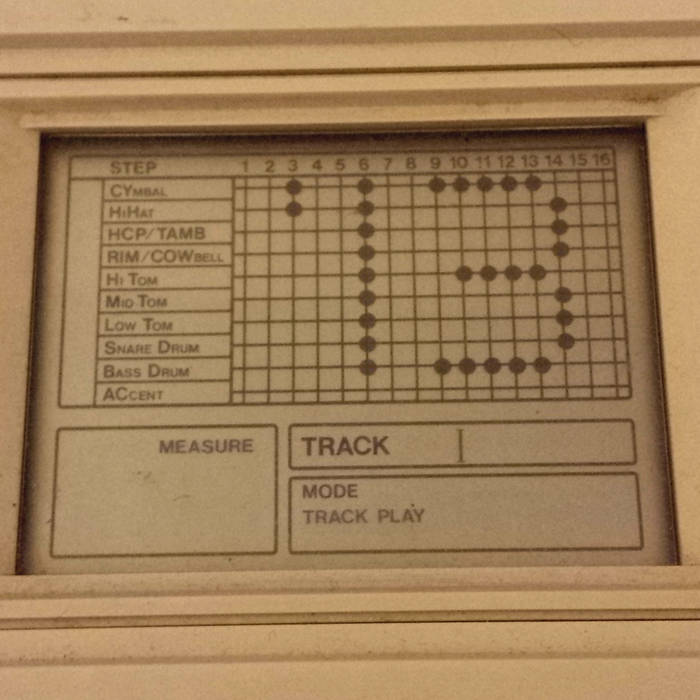 STEP 1 2 3 4 5 6 7 8 9 10 11 12 13 14 15 16
CYMBAL
HiHAT
HCP/TAMB
RIM/COWBELL
Hi TOM
MID TOM
LOW TOM
SNARE DRUM
BASS DRUM
ACCENT
MEASURE
TRACK I
MODE
TRACK PLAY